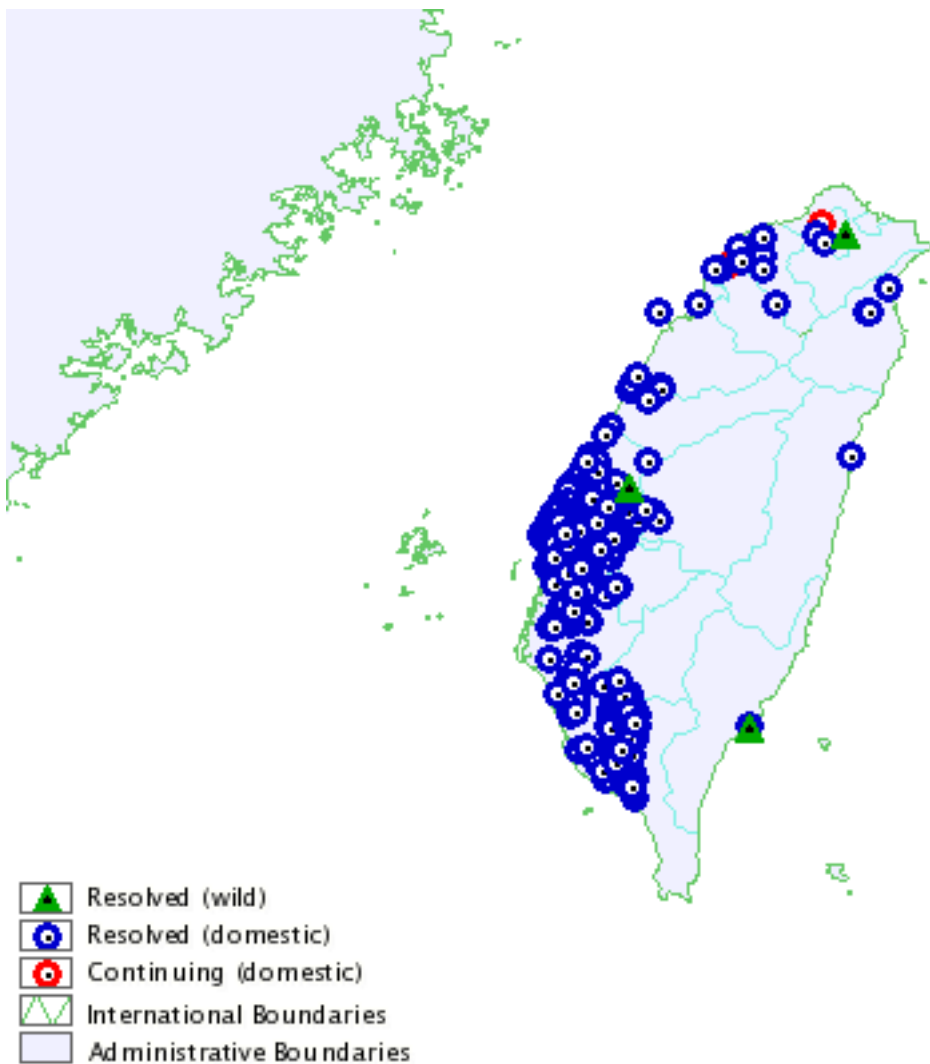 Resolved (wild)
Resolved (domestic)
Continuing (domestic)
International Boundaries
Administrative Boundaries